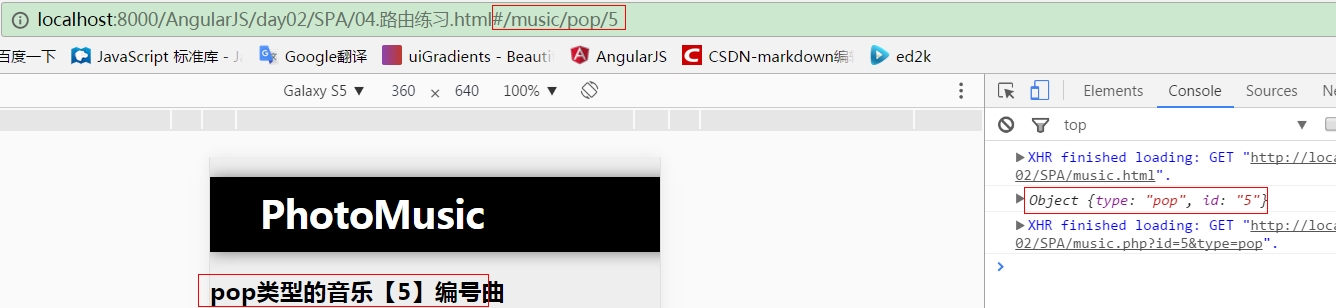 localhost:8000/AngularJS/day02/SPA/04.路由练习.html#/music/pop/5
百度一下 JavaScript 标准库 - J Google翻译 uiGradients - Beauti AngularJS CSDN-markdown编 ed2k
Galaxy S5 ▼ 360 × 640 100% ▼
Elements Console Sources Ne
top ▼
XHR finished loading: GET "http://loca
02/SPA/music.html".
Object {type: "pop", id: "5"}
XHR finished loading: GET "http://loca
02/SPA/music.php?id=5&type=pop".
PhotoMusic
pop类型的音乐【5】编号曲